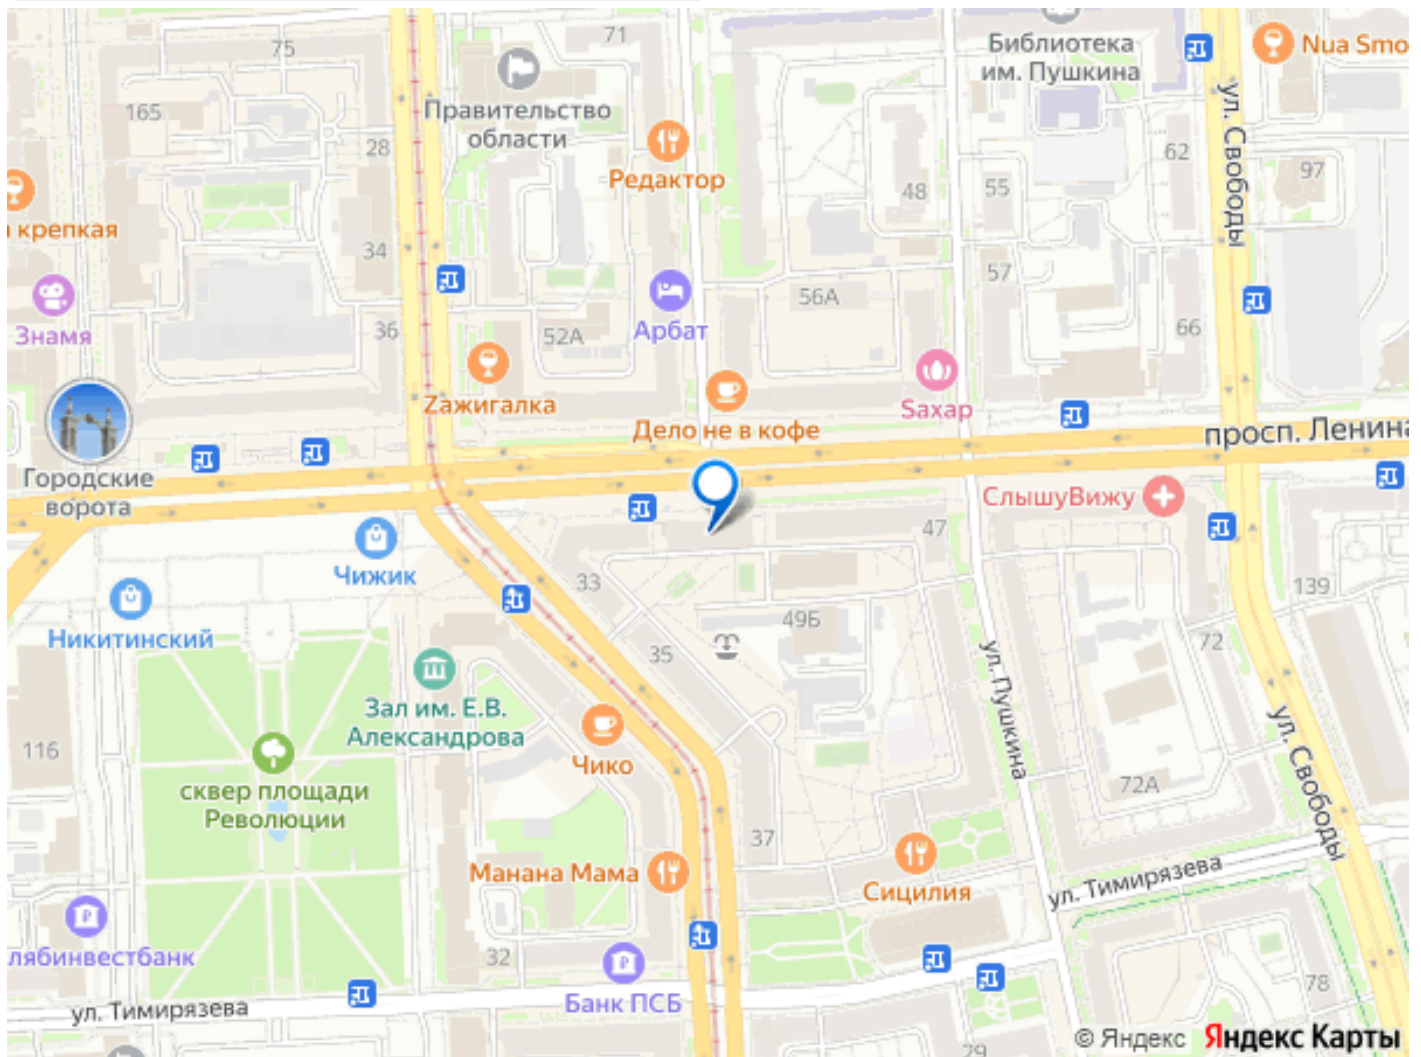 75
71
Библиотека
им. Пушкина
Nua Smo
165
Правительство
области
28
ул. Свободы
62
97
Редактор
48
55
а крепкая
34
57
56А
Знамя
36
52А
Арбат
66
Zажигалка
Saxap
Дело не в кофе
просп. Ленина
Городские
ворота
СлышуВижу
47
Чижик
33
139
Никитинский
49Б
72
35
ул. Пушкина
Зал им. Е.В.
Александрова
116
Чико
ул. Свободы
сквер площади
Революции
72А
37
Манана Мама
Сицилия
ул. Тимирязева
лябинвестбанк
32
78
Банк ПСБ
ул. Тимирязева
29
© Яндекс Яндекс Карты